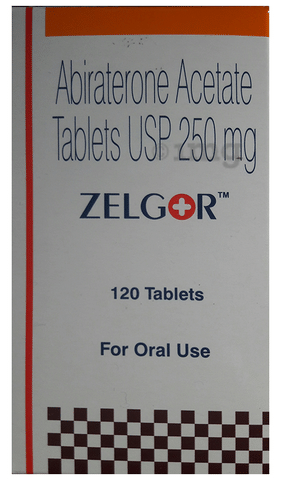 Abiraterone Acetate
Tablets USP 250 mg
ZELGOR™
120 Tablets
For Oral Use